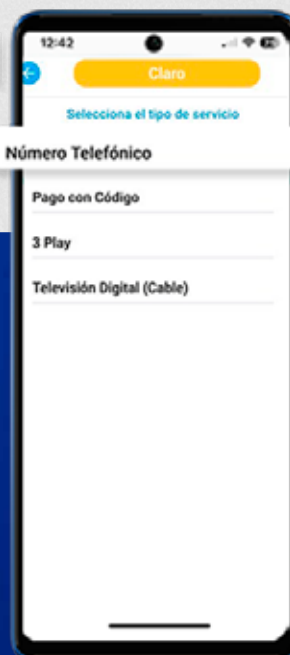 12:42
Claro
Selecciona el tipo de servicio
Número Telefónico
Pago con Código
3 Play
Televisión Digital (Cable)